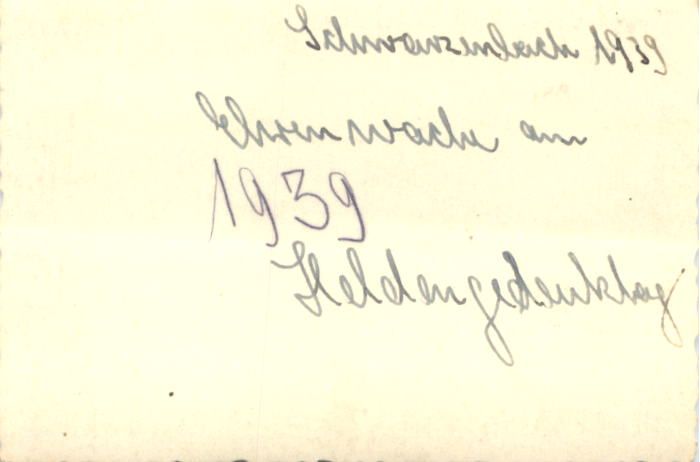 Schwarzenbach 1939
Ehrenwache am
1939
Heldengedenktag